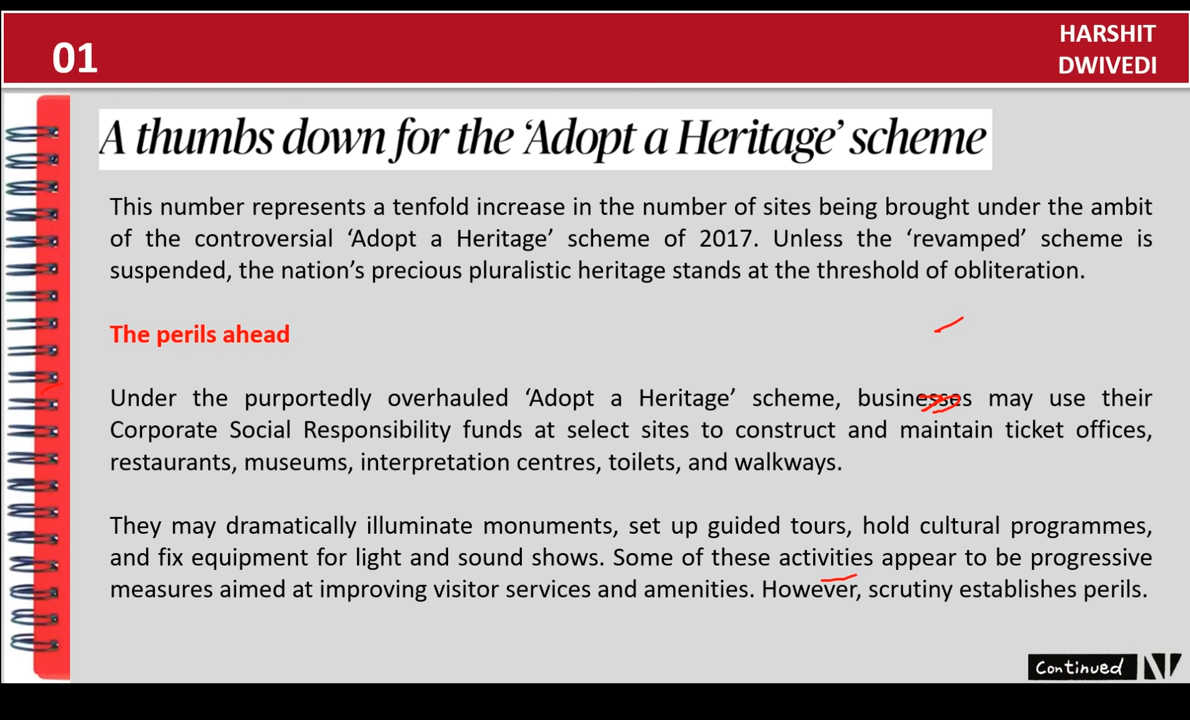 01
HARSHIT
DWIVEDI
A thumbs down for the ‘Adopt a Heritage’ scheme
This number represents a tenfold increase in the number of sites being brought under the ambit
of the controversial ‘Adopt a Heritage’ scheme of 2017. Unless the ‘revamped’ scheme is
suspended, the nation’s precious pluralistic heritage stands at the threshold of obliteration.
The perils ahead
Under the purportedly overhauled ‘Adopt a Heritage’ scheme, businesses may use their
Corporate Social Responsibility funds at select sites to construct and maintain ticket offices,
restaurants, museums, interpretation centres, toilets, and walkways.
They may dramatically illuminate monuments, set up guided tours, hold cultural programmes,
and fix equipment for light and sound shows. Some of these activities appear to be progressive
measures aimed at improving visitor services and amenities. However, scrutiny establishes perils.
Continued